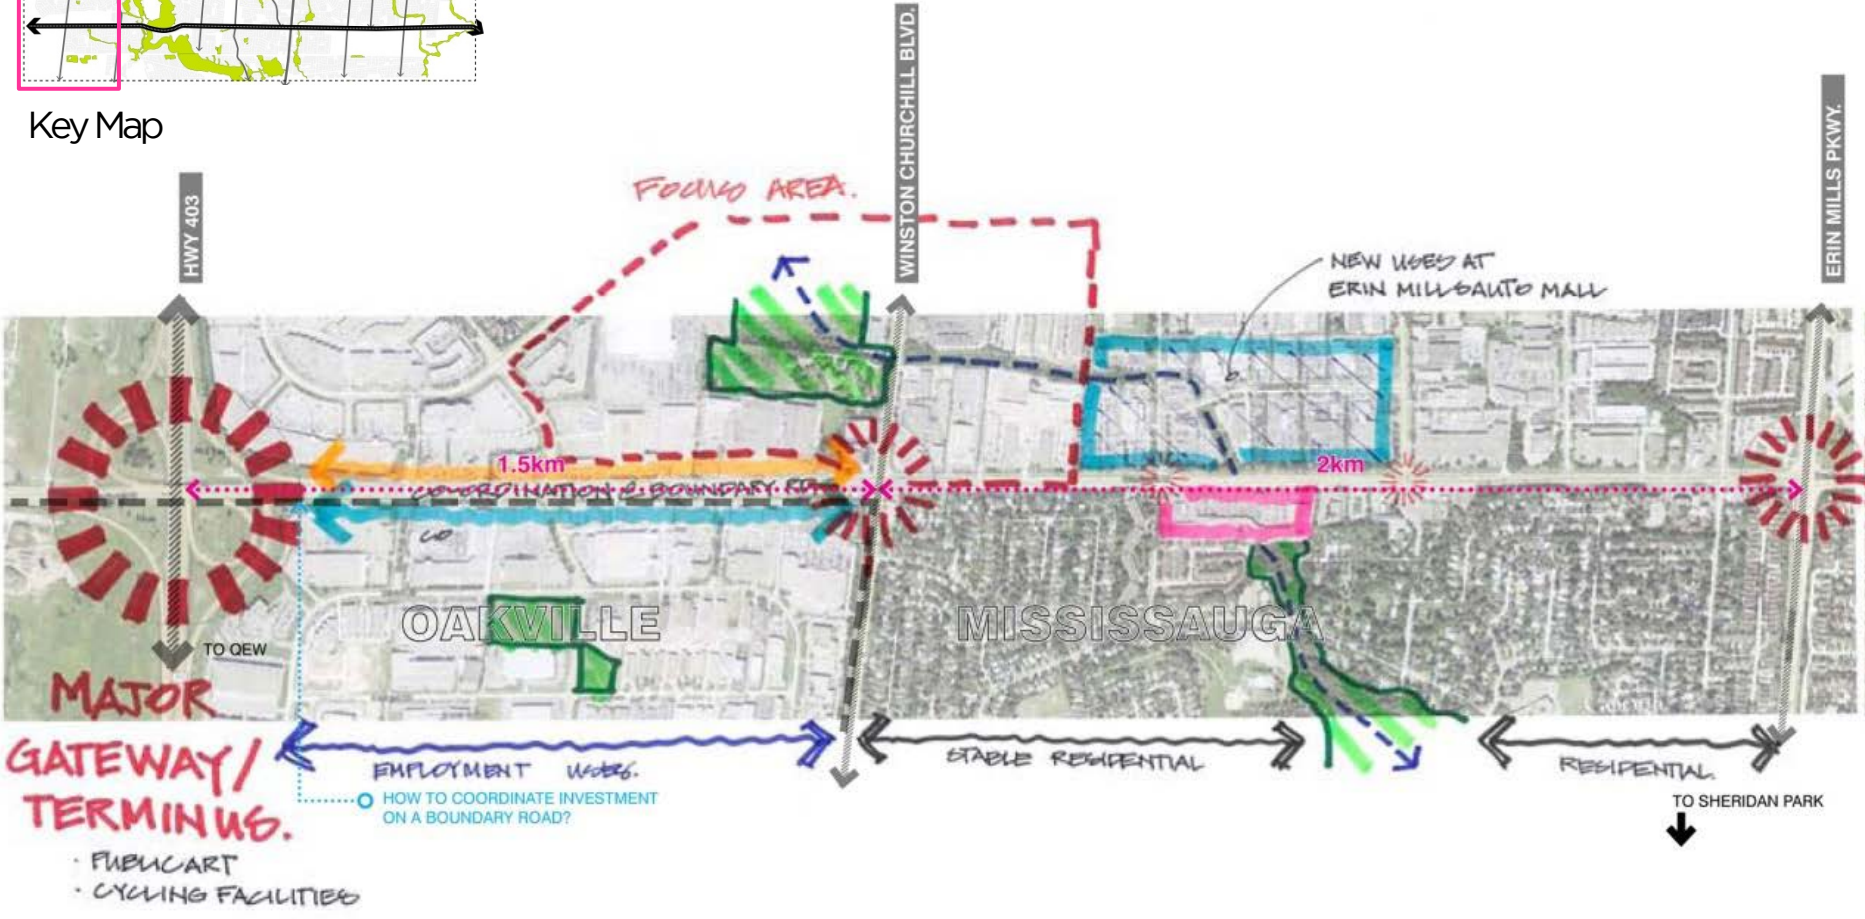 Key Map
HWY 403
WINSTON CHURCHILL BLVD.
ERIN MILLS PKWY.
FOCUS AREA.
NEW USES AT
ERIN MILLS AUTO MALL
1.5km
2km
COORDINATION @ BOUNDARY RD.
OAKVILLE
MISSISSAUGA
TO QEW
MAJOR
GATEWAY/
TERMINUS.
· PUBLIC ART
· CYCLING FACILITIES
EMPLOYMENT USES.
HOW TO COORDINATE INVESTMENT
ON A BOUNDARY ROAD?
STABLE RESIDENTIAL
RESIDENTIAL.
TO SHERIDAN PARK